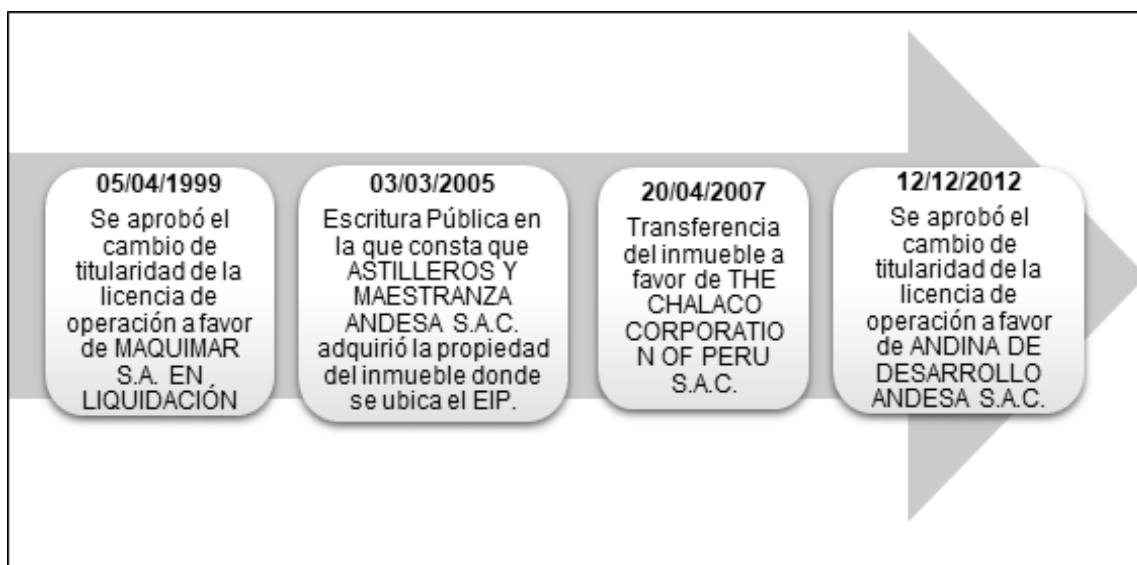 05/04/1999
Se aprobó el
cambio de
titularidad de la
licencia de
operación a favor
de MAQUIMAR
S.A. EN
LIQUIDACIÓN
03/03/2005
Escritura Pública en
la que consta que
ASTILLEROS Y
MAESTRANZA
ANDESA S.A.C.
adquirió la propiedad
del inmueble donde
se ubica el EIP.
20/04/2007
Transferencia
del inmueble a
favor de THE
CHALACO
CORPORATIO
N OF PERU
S.A.C.
12/12/2012
Se aprobó el
cambio de
titularidad de la
licencia de
operación a favor
de ANDINA DE
DESARROLLO
ANDESA S.A.C.